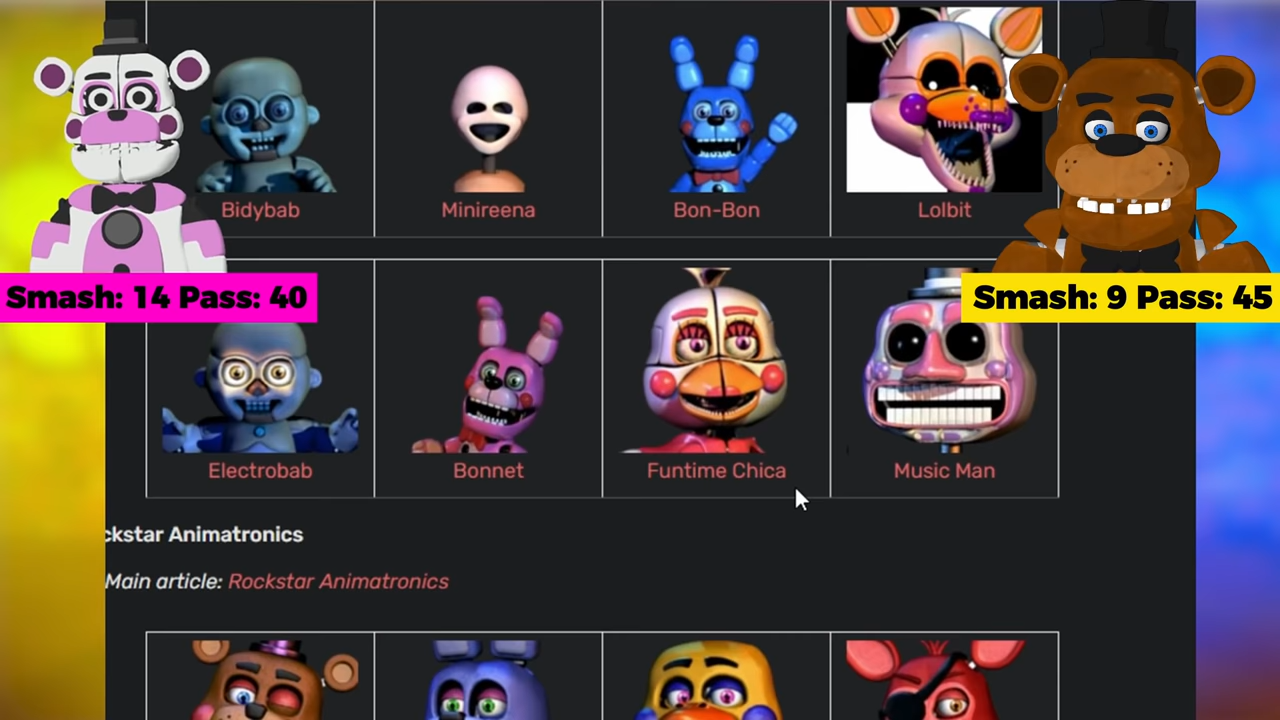 Bidybab
Minireena
Bon-Bon
Lolbit
Smash: 14 Pass: 40
Smash: 9 Pass: 45
Electrobab
Bonnet
Funtime Chica
Music Man
ckstar Animatronics
Main article: Rockstar Animatronics